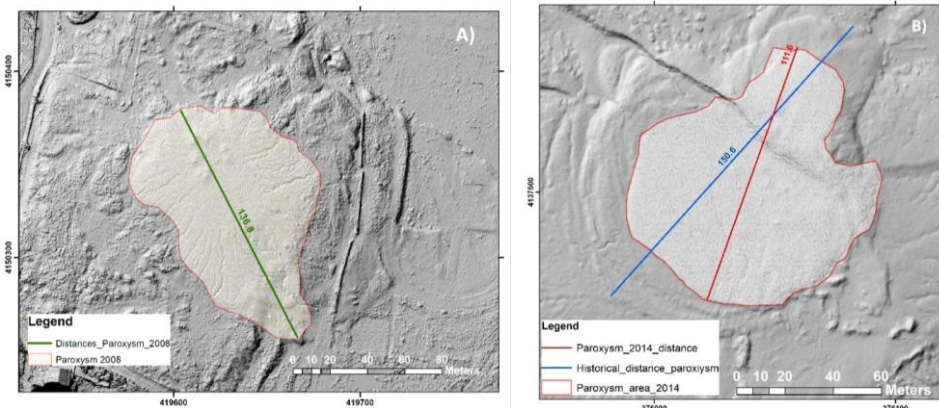 A)
4150400
4150300
136,8
Legend
Distances_Paroxysm_2008
Paroxysm 2008
0 10 20 40 60 80
Meters
419600
419700
B)
4137500
111,6
150,6
Legend
Paroxysm_2014_distance
Historical_distance_paroxiysm
Paroxysm_area_2014
0 10 20 40 60
Meters